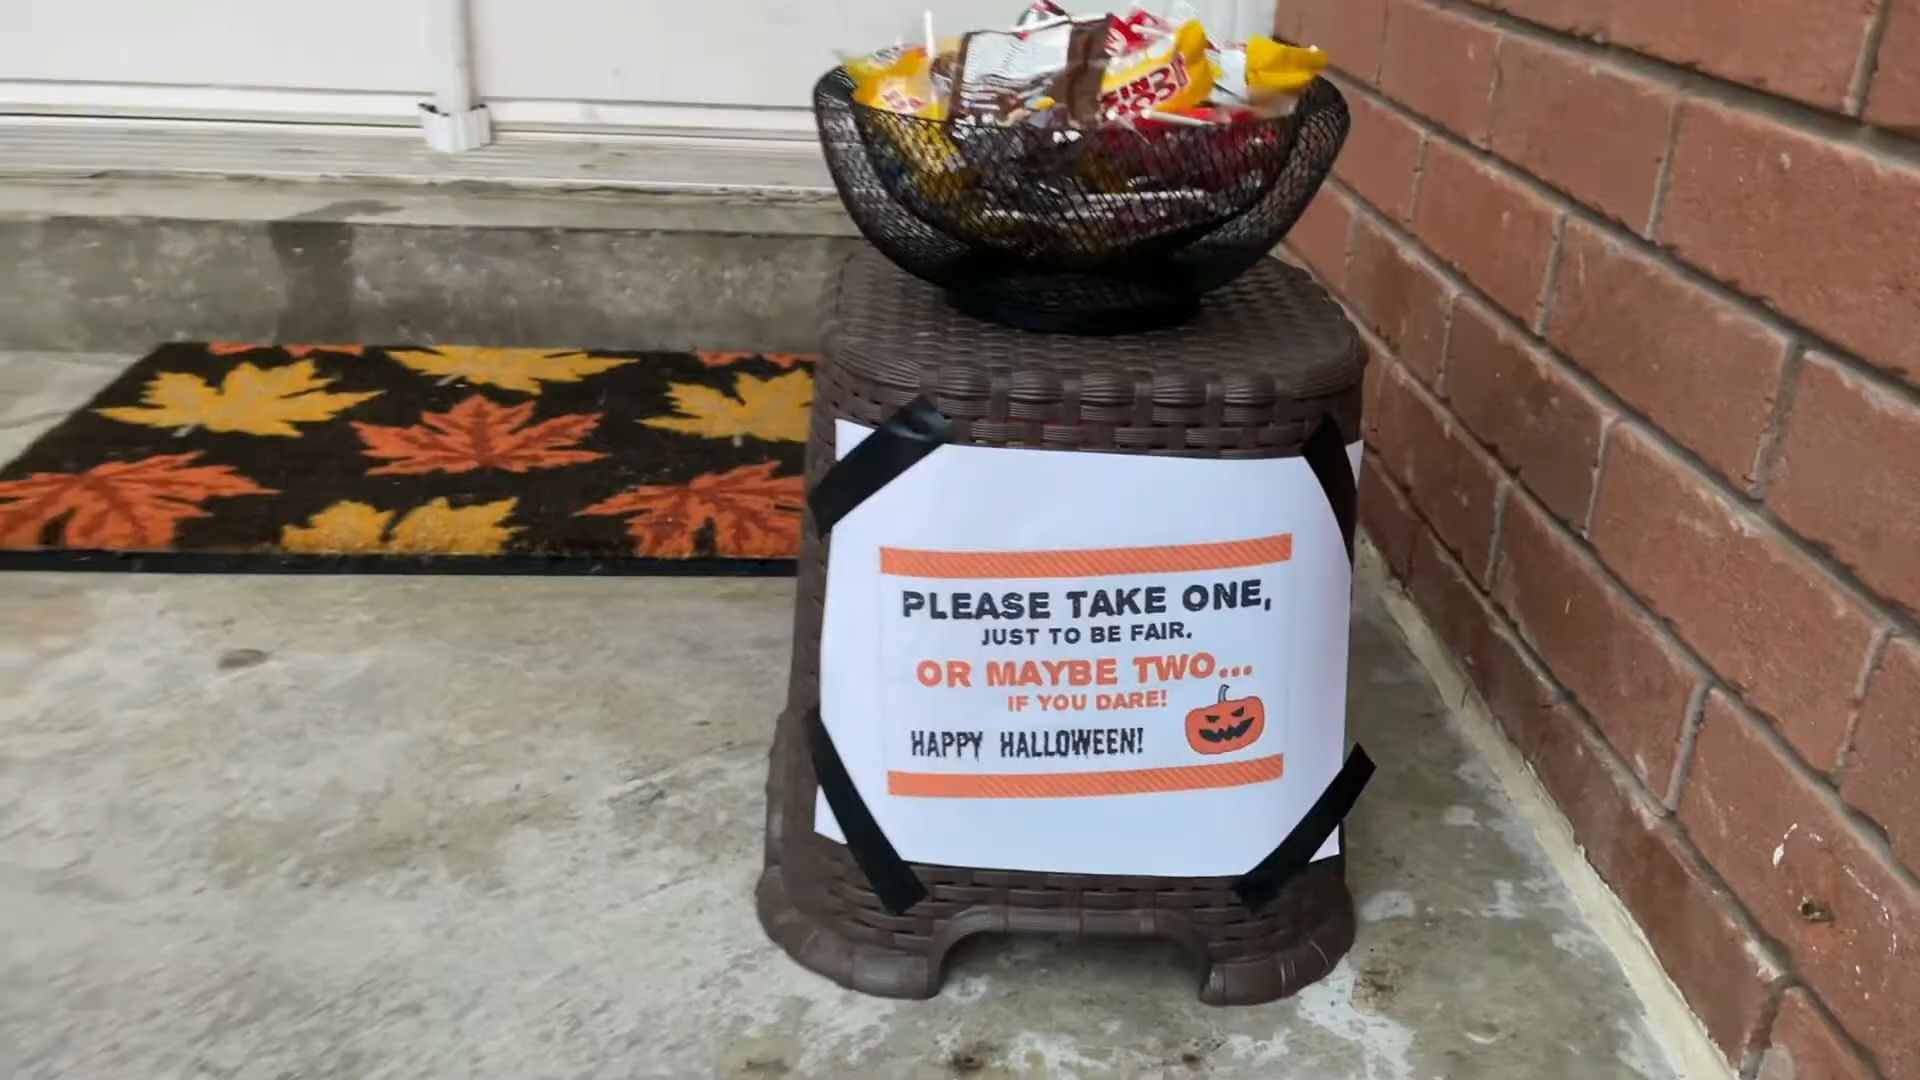 PLEASE TAKE ONE,
JUST TO BE FAIR.
OR MAYBE TWO...
IF YOU DARE!
HAPPY HALLOWEEN!